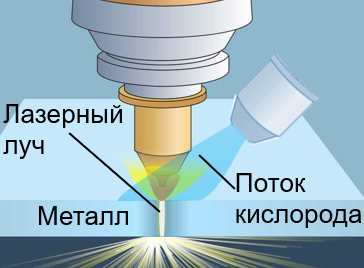 Лазерный
луч
Поток
кислорода
Металл